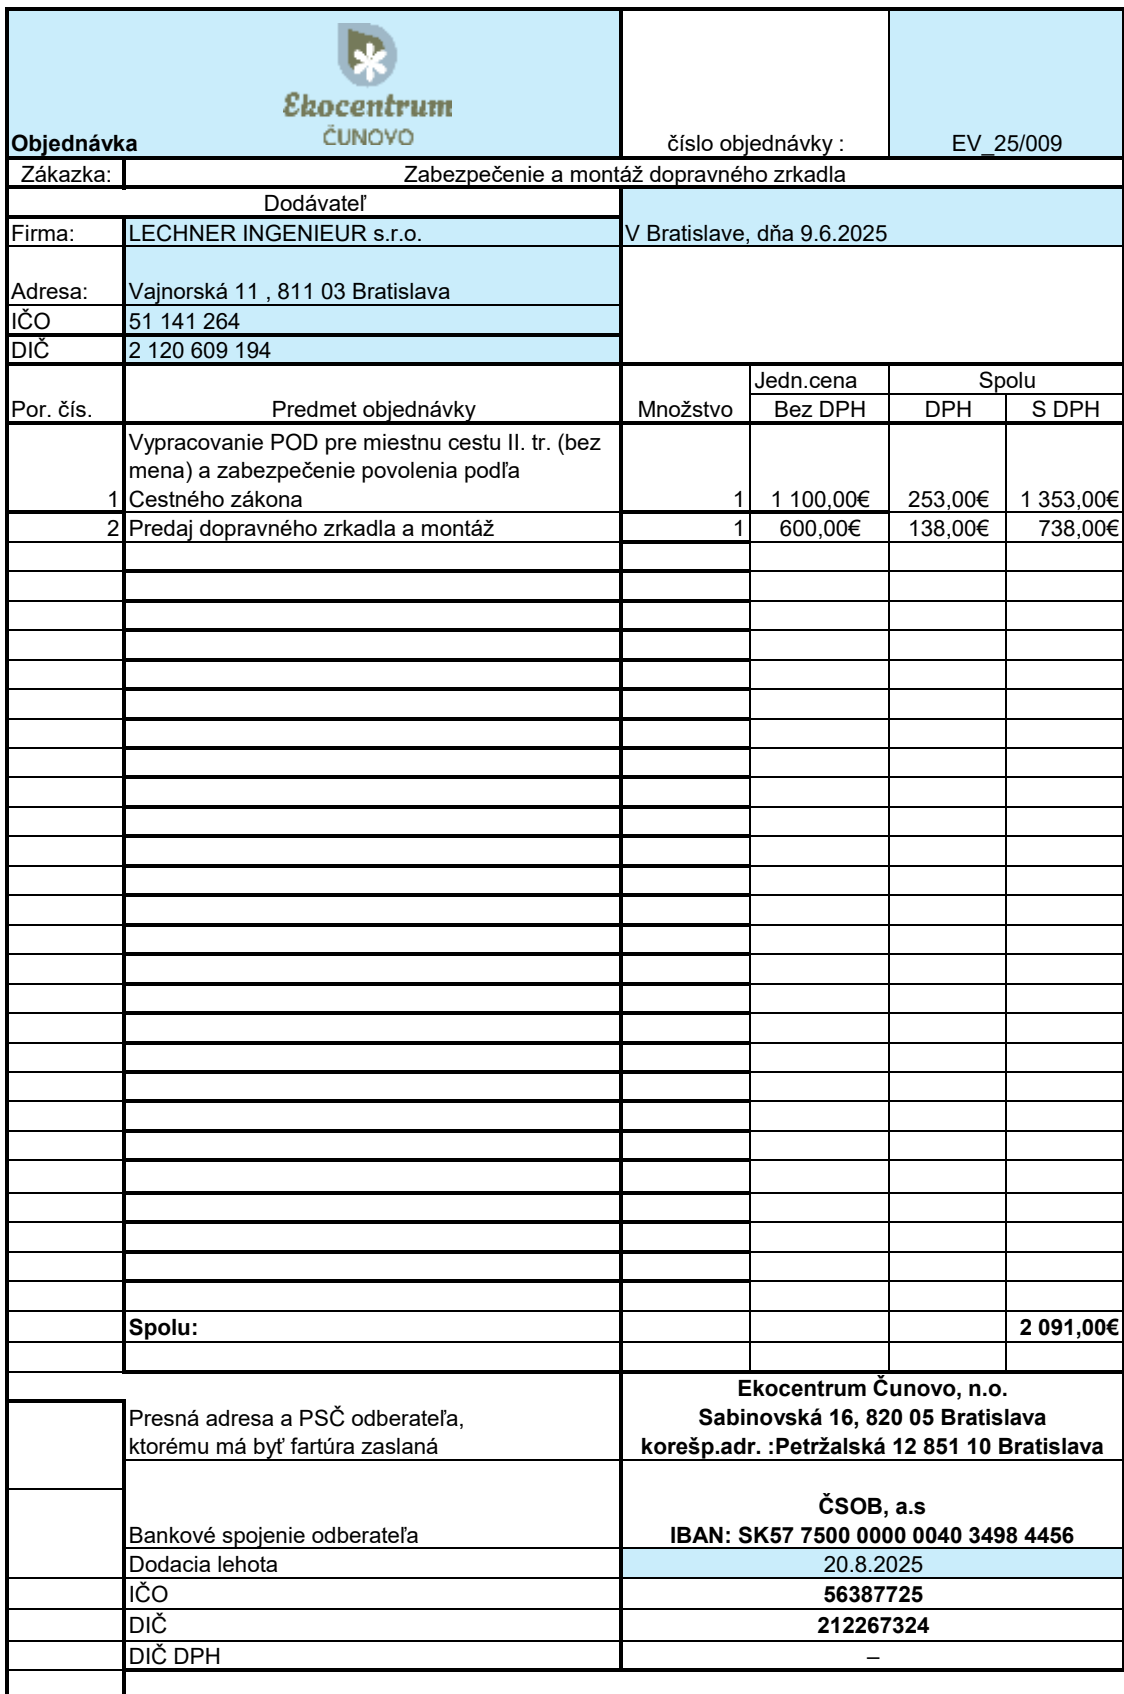 Ekocentrum
ČUNOVO
Objednávka
číslo objednávky :
EV_25/009
Zákazka:
Zabezpečenie a montáž dopravného zrkadla
Dodávateľ
Firma:
LECHNER INGENIEUR s.r.o.
V Bratislave, dňa 9.6.2025
Adresa:
Vajnorská 11 , 811 03 Bratislava
IČO
51 141 264
DIČ
2 120 609 194
Jedn.cena
Spolu
Por. čís.
Predmet objednávky
Množstvo
Bez DPH
DPH
S DPH
Vypracovanie POD pre miestnu cestu II. tr. (bez
mena) a zabezpečenie povolenia podľa
1 Cestného zákona 1 1 100,00€ 253,00€ 1 353,00€
2 Predaj dopravného zrkadla a montáž 1 600,00€ 138,00€ 738,00€
Spolu: 2 091,00€
Ekocentrum Čunovo, n.o.
Presná adresa a PSČ odberateľa,
Sabinovská 16, 820 05 Bratislava
ktorému má byť fartúra zaslaná
korešp.adr. :Petržalská 12 851 10 Bratislava
ČSOB, a.s
Bankové spojenie odberateľa
IBAN: SK57 7500 0000 0040 3498 4456
Dodacia lehota
20.8.2025
IČO
56387725
DIČ
212267324
DIČ DPH
–